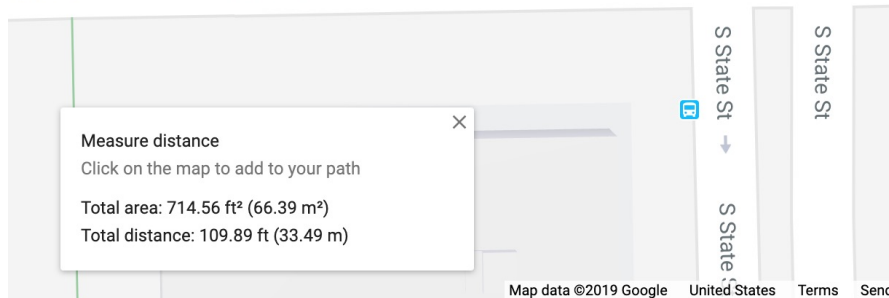 S State St
S State St
Measure distance
Click on the map to add to your path
Total area: 714.56 ft² (66.39 m²)
Total distance: 109.89 ft (33.49 m)
S State S
Map data ©2019 Google United States Terms Send